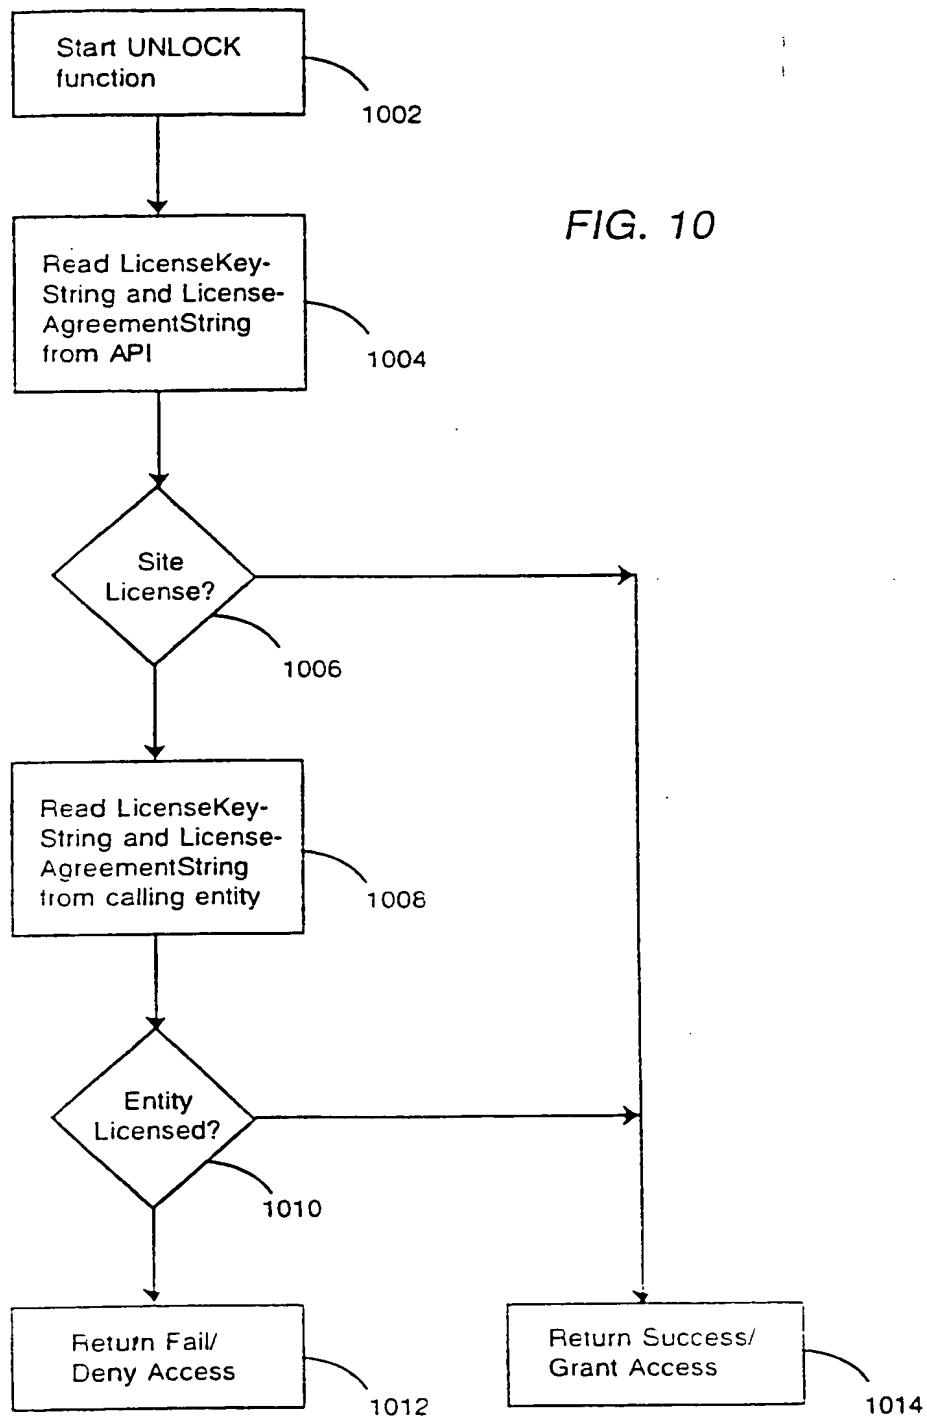 Start UNLOCK
function
1002
FIG. 10
Read LicenseKey-
String and License-
AgreementString
from API
1004
Site
License?
1006
Read LicenseKey-
String and License-
AgreementString
from calling entity
1008
Entity
Licensed?
1010
Return Fail/
Deny Access
1012
Return Success/
Grant Access
1014